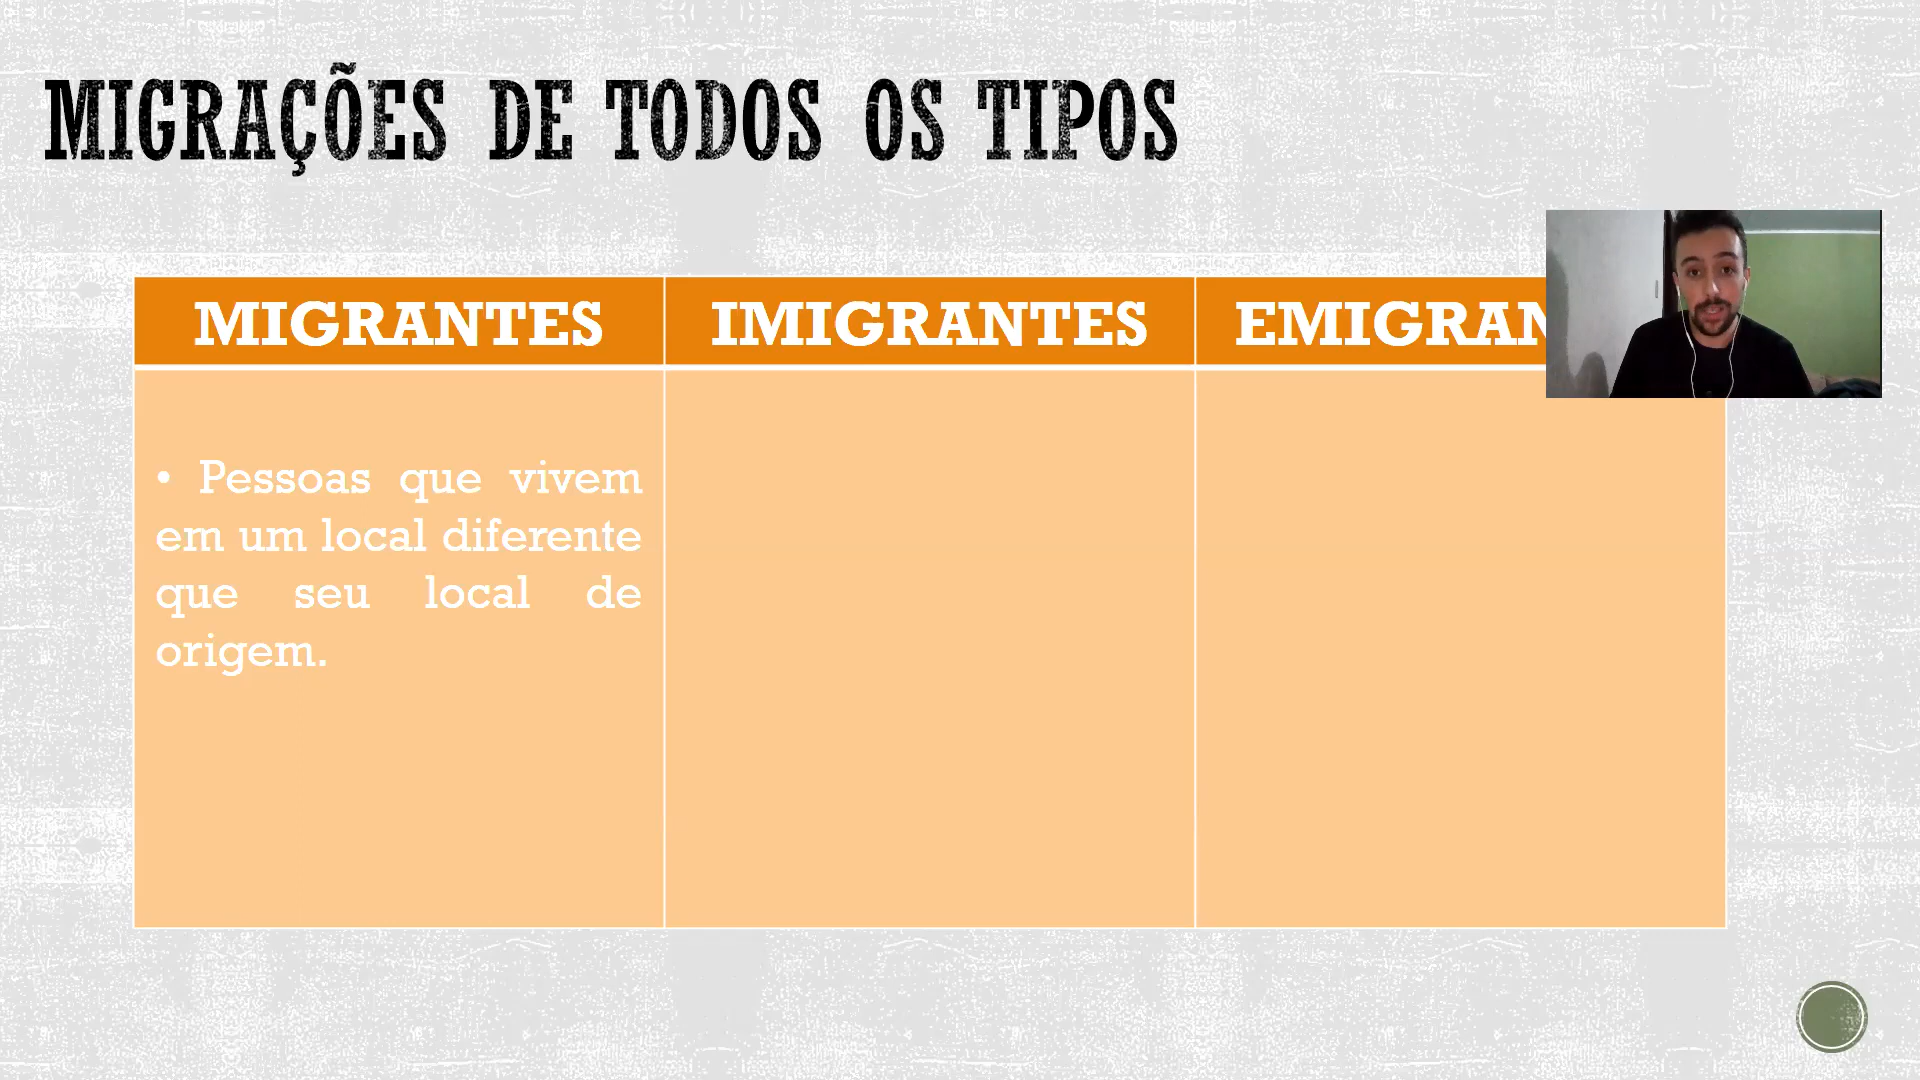 MIGRAÇÕES DE TODOS OS TIPOS
MIGRANTES
IMIGRANTES
• Pessoas que vivem
em um local diferente
que seu local de
origem.